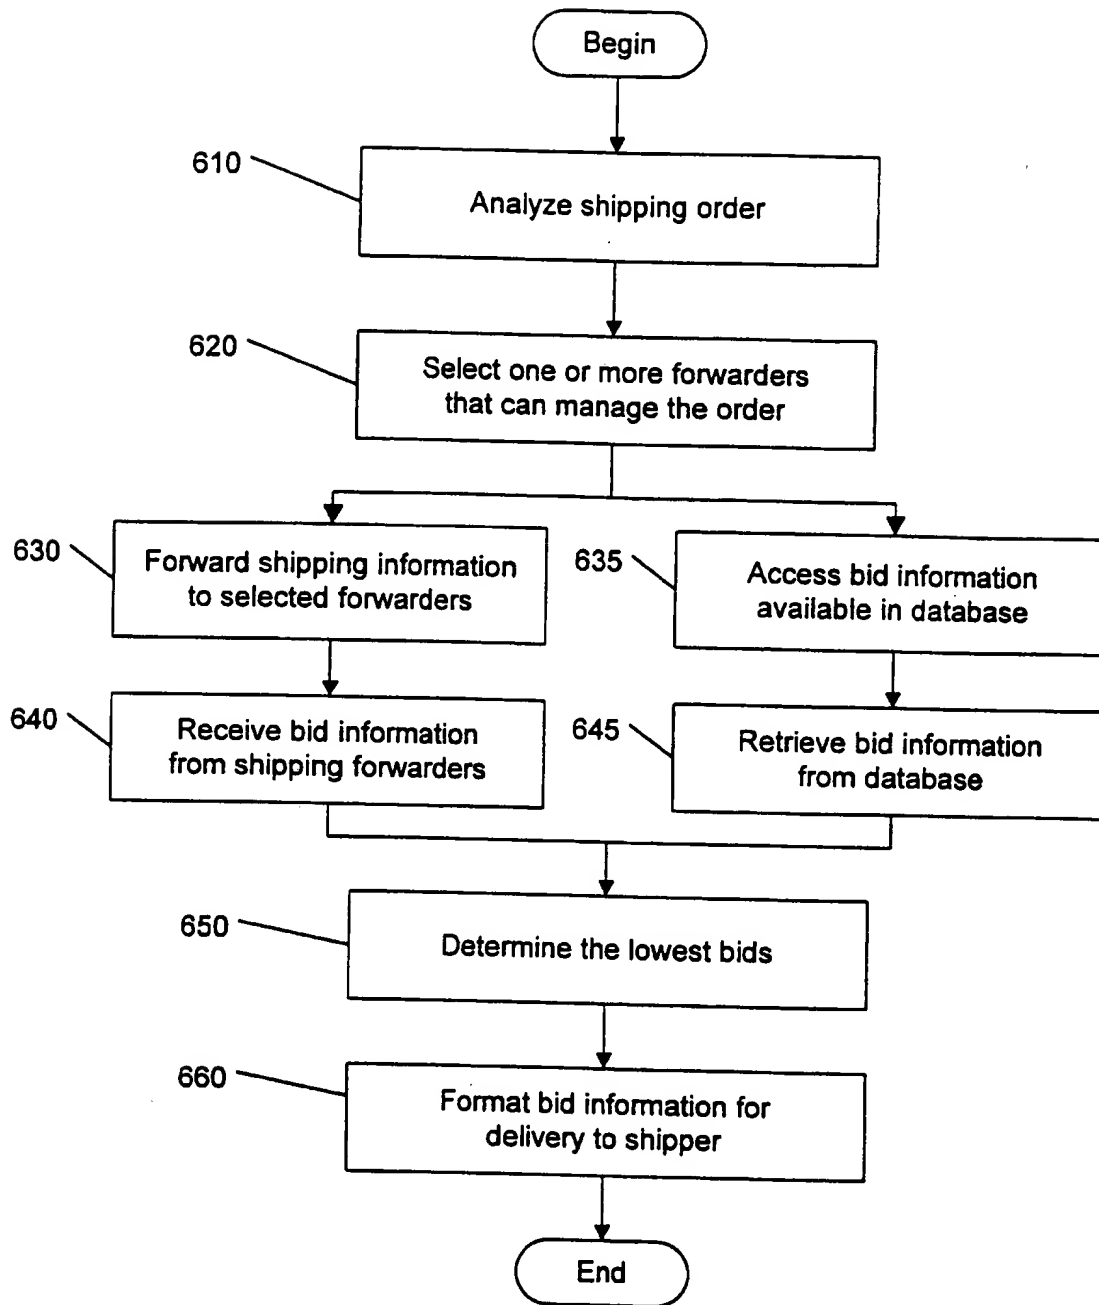 Begin
610
Analyze shipping order
620
Select one or more forwarders
that can manage the order
630
Forward shipping information
to selected forwarders
635
Access bid information
available in database
640
Receive bid information
from shipping forwarders
645
Retrieve bid information
from database
650
Determine the lowest bids
660
Format bid information for
delivery to shipper
End